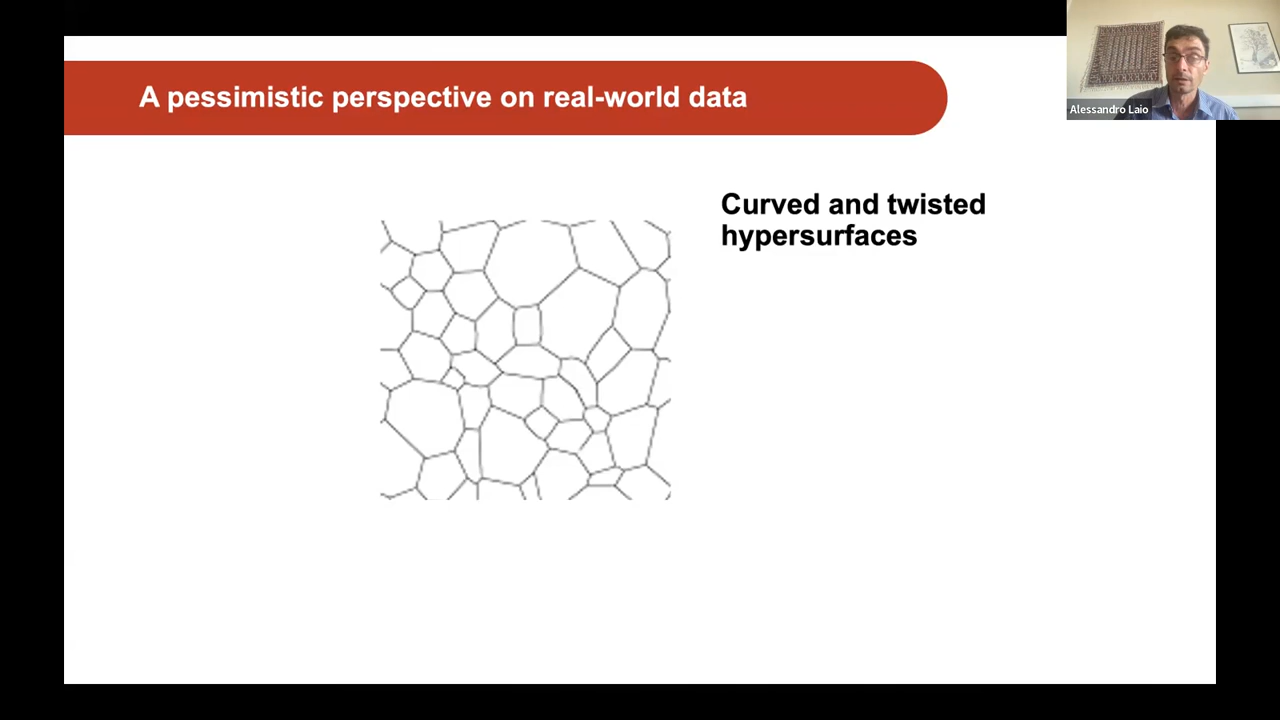 A pessimistic perspective on real-world data
Alessandro Laio
Curved and twisted
hypersurfaces